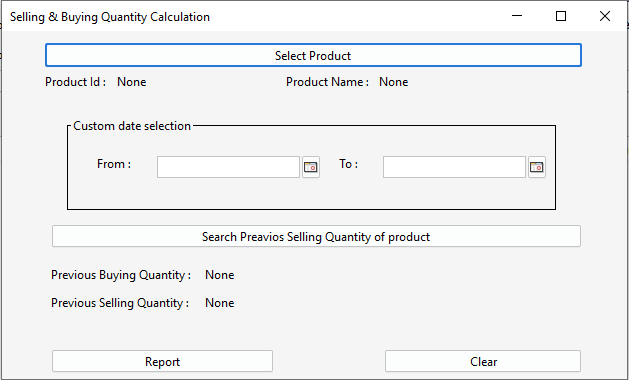 Selling & Buying Quantity Calculation
Select Product
Product Id : None Product Name : None
Custom date selection
From : To :
Search Preavios Selling Quantity of product
Previous Buying Quantity : None
Previous Selling Quantity : None
Report Clear